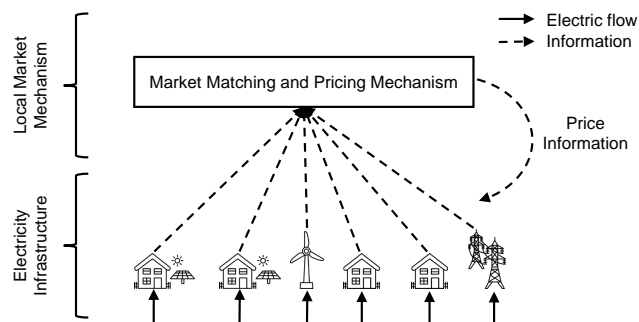 Electric flow
Information
Local Market
Mechanism
Market Matching and Pricing Mechanism
Price
Information
Electricity
Infrastructure